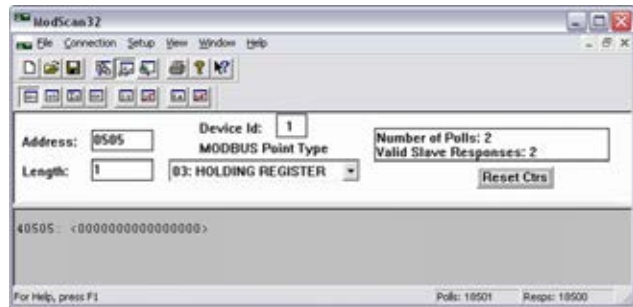 ModScan32
File Connection Setup View Window Help
Address: 0505
Device Id: 1
MODBUS Point Type
Length: 1
03: HOLDING REGISTER
Number of Polls: 2
Valid Slave Responses: 2
Reset Ctrs
40505: <0000000000000000>
For Help, press F1
Polls: 18501
Resps: 18500